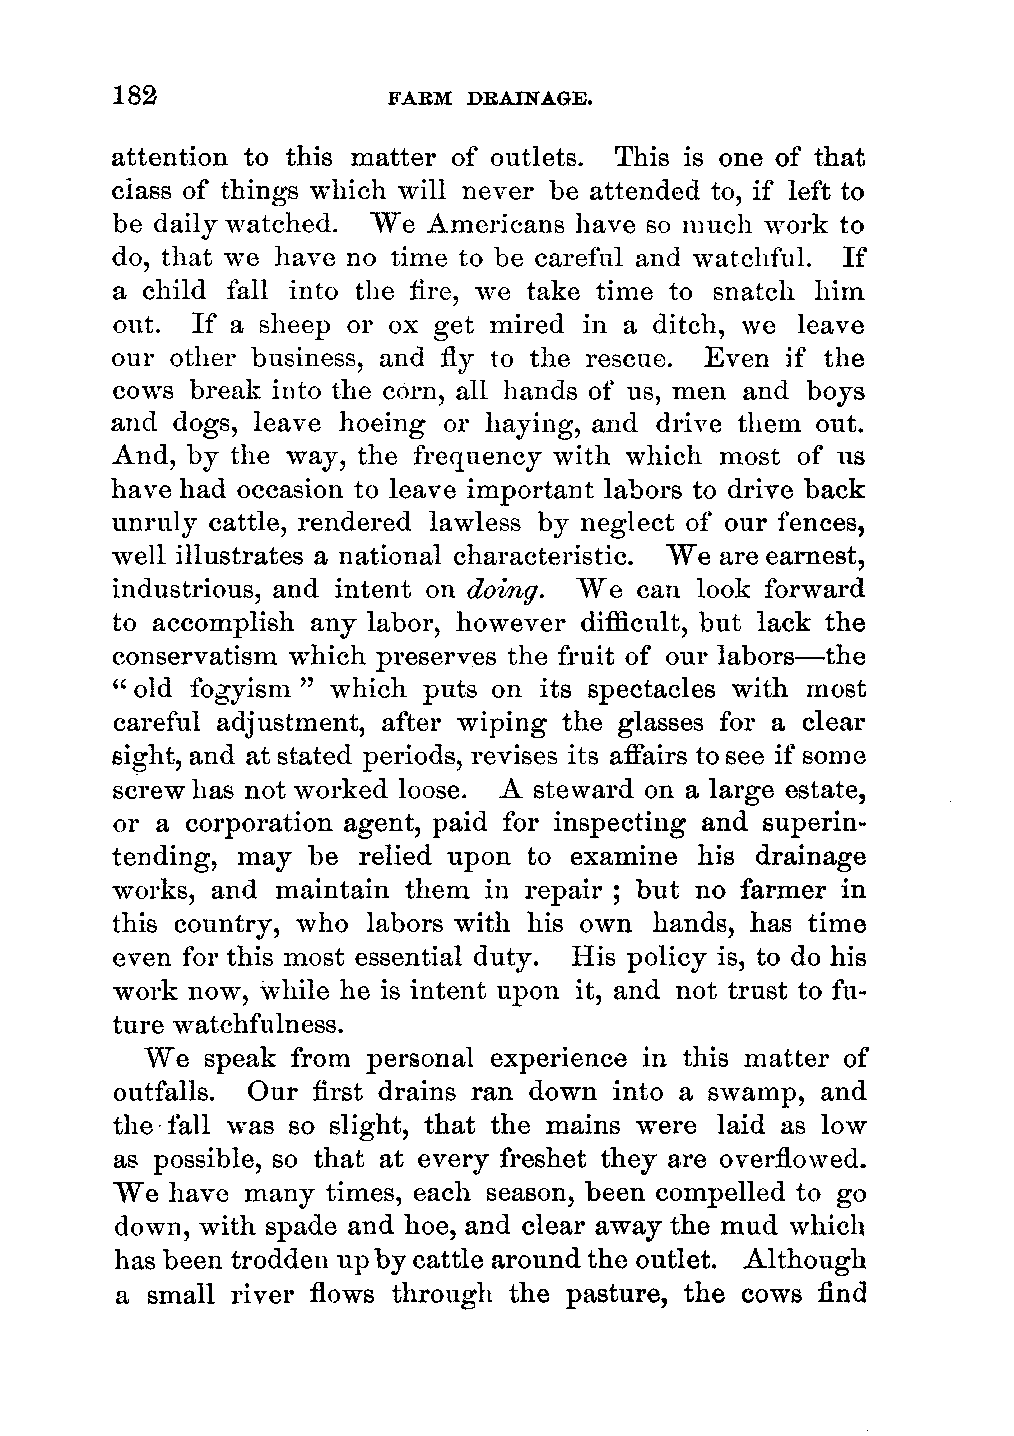 182 FARM DRAINAGE.
attention to this matter of outlets. This is one of that
class of things which will never be attended to, if left to
be daily watched. We Americans have so much work to
do, that we have no time to be careful and watchful. If
a child fall into the fire, we take time to snatch him
out. If a sheep or ox get mired in a ditch, we leave
our other business, and fly to the rescue. Even if the
cows break into the corn, all hands of us, men and boys
and dogs, leave hoeing or haying, and drive them out.
And, by the way, the frequency with which most of us
have had occasion to leave important labors to drive back
unruly cattle, rendered lawless by neglect of our fences,
well illustrates a national characteristic. We are earnest,
industrious, and intent on doing. We can look forward
to accomplish any labor, however difficult, but lack the
conservatism which preserves the fruit of our labors—the
“old fogyism” which puts on its spectacles with most
careful adjustment, after wiping the glasses for a clear
sight, and at stated periods, revises its affairs to see if some
screw has not worked loose. A steward on a large estate,
or a corporation agent, paid for inspecting and superin-
tending, may be relied upon to examine his drainage
works, and maintain them in repair ; but no farmer in
this country, who labors with his own hands, has time
even for this most essential duty. His policy is, to do his
work now, while he is intent upon it, and not trust to fu-
ture watchfulness.
We speak from personal experience in this matter of
outfalls. Our first drains ran down into a swamp, and
the fall was so slight, that the mains were laid as low
as possible, so that at every freshet they are overflowed.
We have many times, each season, been compelled to go
down, with spade and hoe, and clear away the mud which
has been trodden up by cattle around the outlet. Although
a small river flows through the pasture, the cows find